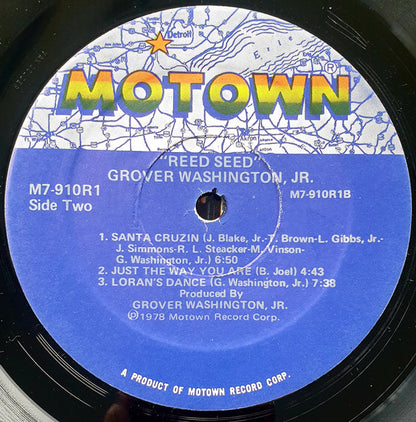 Detroit
Erie
MOTOWN®
"REED SEED"
GROVER WASHINGTON, JR.
M7-910R1
Side Two
M7-910R1B
1. SANTA CRUZIN (J. Blake, Jr.-T. Brown-L. Gibbs, Jr.-
J. Simmons-R. L. Steacker-M. Vinson-
G. Washington, Jr.) 6:50
2. JUST THE WAY YOU ARE (B. Joel) 4:43
3. LORAN'S DANCE (G. Washington, Jr.) 7:38
Produced By
GROVER WASHINGTON, JR.
℗1978 Motown Record Corp.
A PRODUCT OF MOTOWN RECORD CORP.